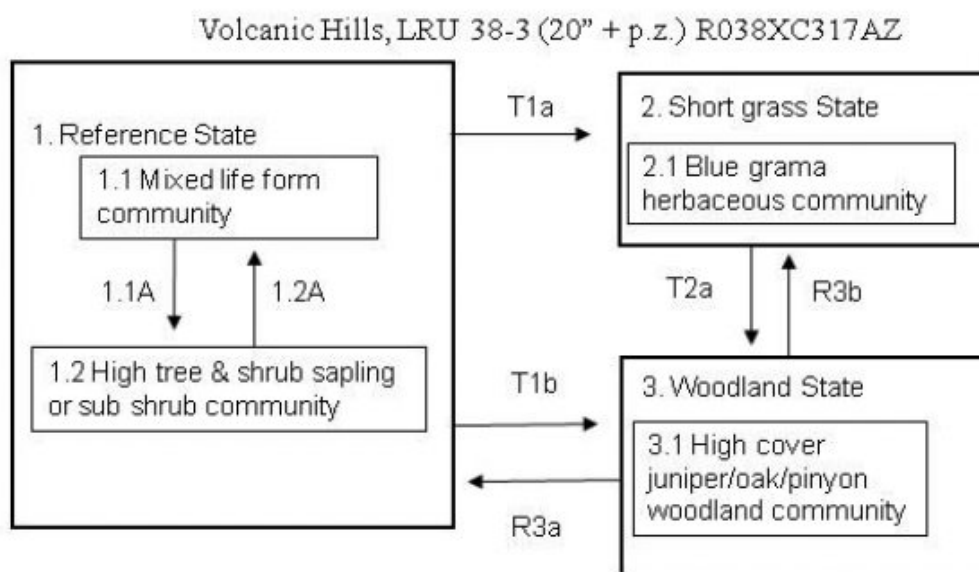 Volcanic Hills, LRU 38-3 (20” + p.z.) R038XC317AZ
1. Reference State
1.1 Mixed life form
community
1.1A
1.2A
1.2 High tree & shrub sapling
or sub shrub community
T1a
2. Short grass State
2.1 Blue grama
herbaceous community
T2a
R3b
T1b
R3a
3. Woodland State
3.1 High cover
juniper/oak/pinyon
woodland community